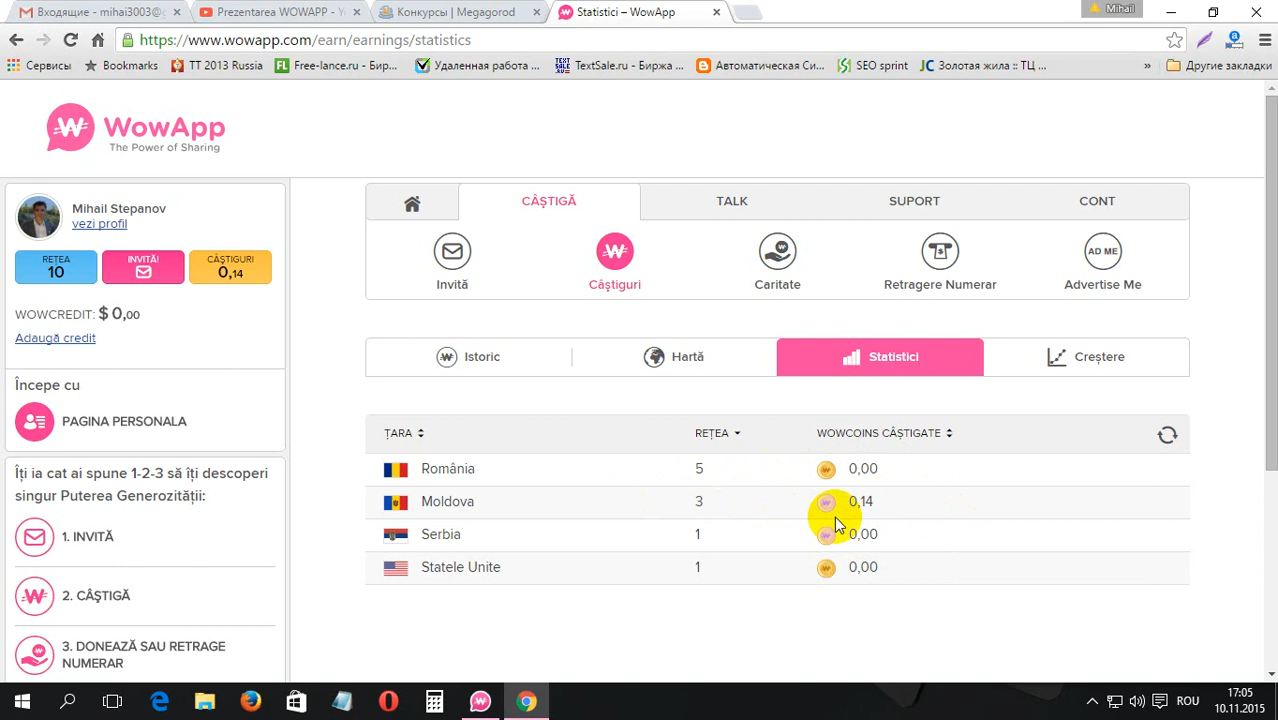 Входящие - mihai3003@g
Prezentarea WOWAPP - Y
Конкурсы | Megagorod
Statistici – WowApp
Mihail
https://www.wowapp.com/earn/earnings/statistics
Сервисы
Bookmarks
TT 2013 Russia
Free-lance.ru - Бир...
Удаленная работа ...
TextSale.ru - Биржа ...
Автоматическая Си...
SEO sprint
Золотая жила :: ТЦ ...
»
Другие закладки
WowApp
The Power of Sharing
Mihail Stepanov
vezi profil
REȚEA
10
INVITĂ!
CÂȘTIGURI
0,14
WOWCREDIT: $ 0,00
Adaugă credit
Începe cu
PAGINA PERSONALA
Îți ia cat ai spune 1-2-3 să îți descoperi
singur Puterea Generozității:
1. INVITĂ
2. CÂȘTIGĂ
3. DONEAZĂ SAU RETRAGE
NUMERAR
CÂȘTIGĂ
TALK
SUPORT
CONT
AD ME
Invită
Câștiguri
Caritate
Retragere Numerar
Advertise Me
Istoric
Hartă
Statistici
Creștere
ȚARA
REȚEA
WOWCOINS CÂȘTIGATE
România 5 0,00
Moldova 3 0,14
Serbia 1 0,00
Statele Unite 1 0,00
ROU
17:05
10.11.2015